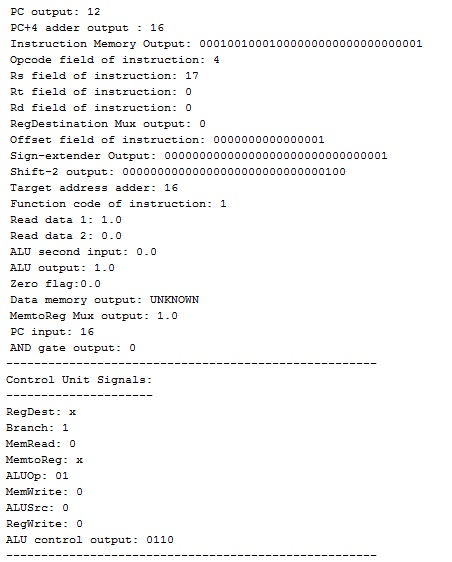 PC output: 12
PC+4 adder output : 16
Instruction Memory Output: 00010010001000000000000000000001
Opcode field of instruction: 4
Rs field of instruction: 17
Rt field of instruction: 0
Rd field of instruction: 0
RegDestination Mux output: 0
Offset field of instruction: 0000000000000001
Sign-extender Output: 00000000000000000000000000000001
Shift-2 output: 00000000000000000000000000000100
Target address adder: 16
Function code of instruction: 1
Read data 1: 1.0
Read data 2: 0.0
ALU second input: 0.0
ALU output: 1.0
Zero flag:0.0
Data memory output: UNKNOWN
MemtoReg Mux output: 1.0
PC input: 16
AND gate output: 0
-----------------------------------------------------
Control Unit Signals:
---------------------
RegDest: x
Branch: 1
MemRead: 0
MemtoReg: x
ALUOp: 01
MemWrite: 0
ALUSrc: 0
RegWrite: 0
ALU control output: 0110
-----------------------------------------------------